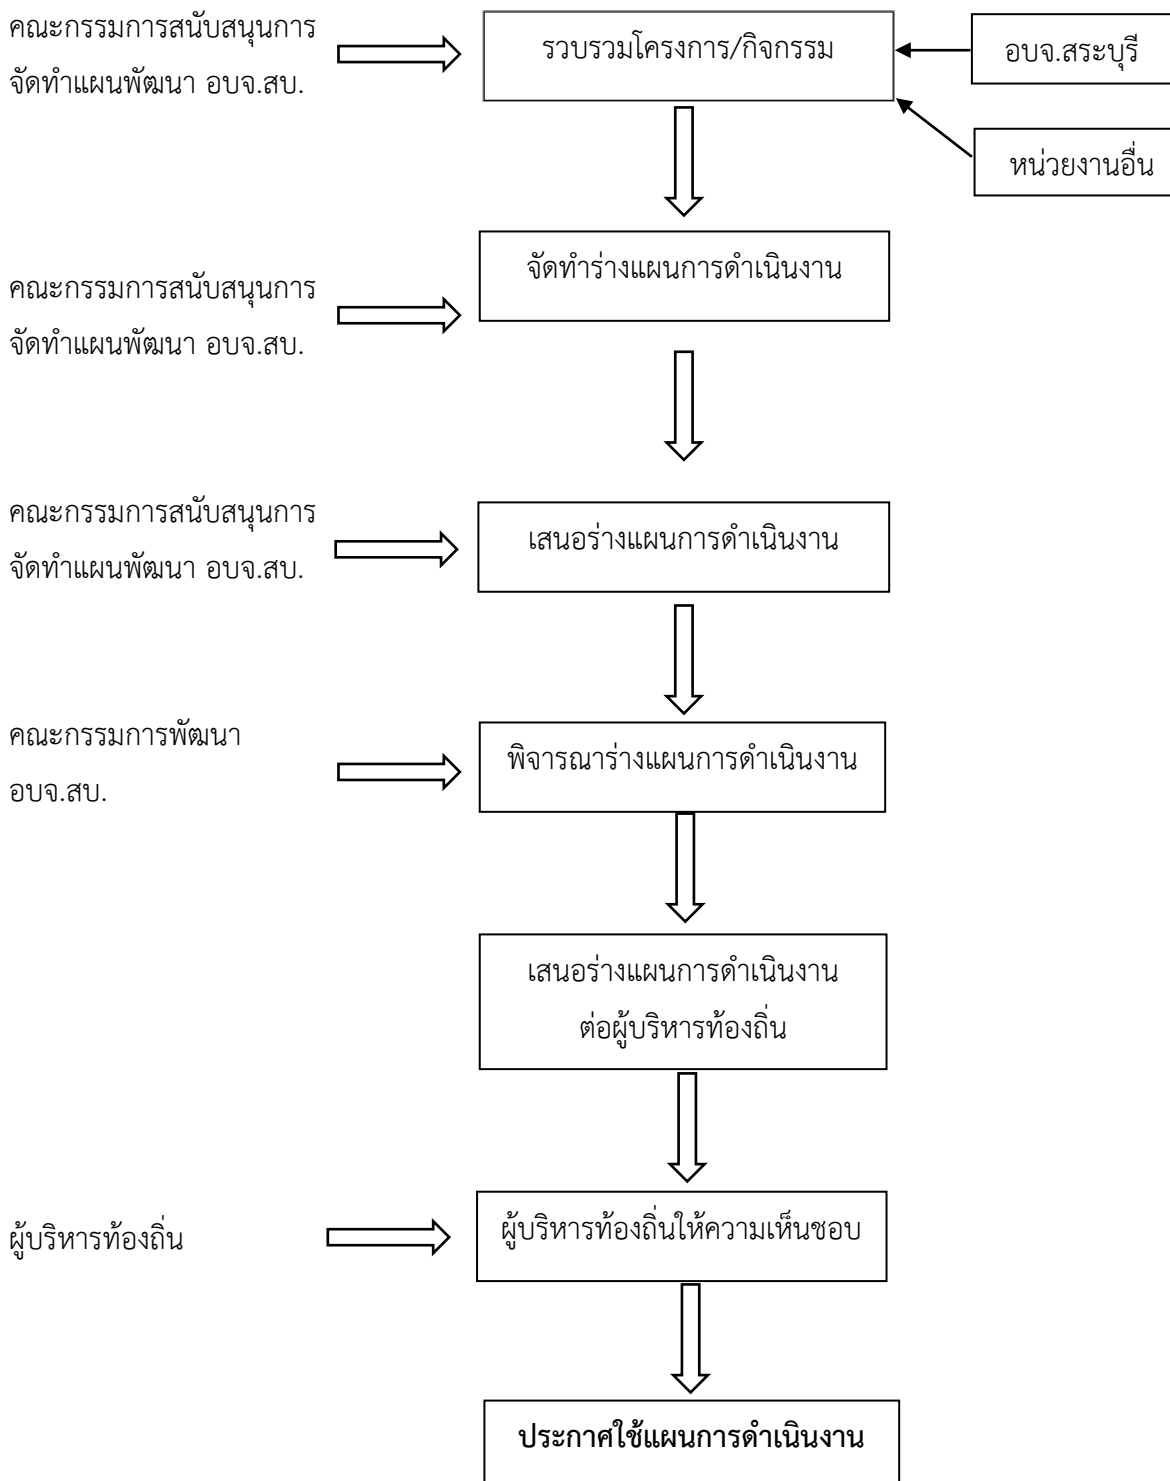 คณะกรรมการสนับสนุนการ
จัดทำแผนพัฒนา อบจ.สบ.
รวบรวมโครงการ/กิจกรรม
อบจ.สระบุรี
หน่วยงานอื่น
คณะกรรมการสนับสนุนการ
จัดทำแผนพัฒนา อบจ.สบ.
จัดทำร่างแผนการดำเนินงาน
คณะกรรมการสนับสนุนการ
จัดทำแผนพัฒนา อบจ.สบ.
เสนอร่างแผนการดำเนินงาน
คณะกรรมการพัฒนา
อบจ.สบ.
พิจารณาร่างแผนการดำเนินงาน
เสนอร่างแผนการดำเนินงาน
ต่อผู้บริหารท้องถิ่น
ผู้บริหารท้องถิ่น
ผู้บริหารท้องถิ่นให้ความเห็นชอบ
ประกาศใช้แผนการดำเนินงาน